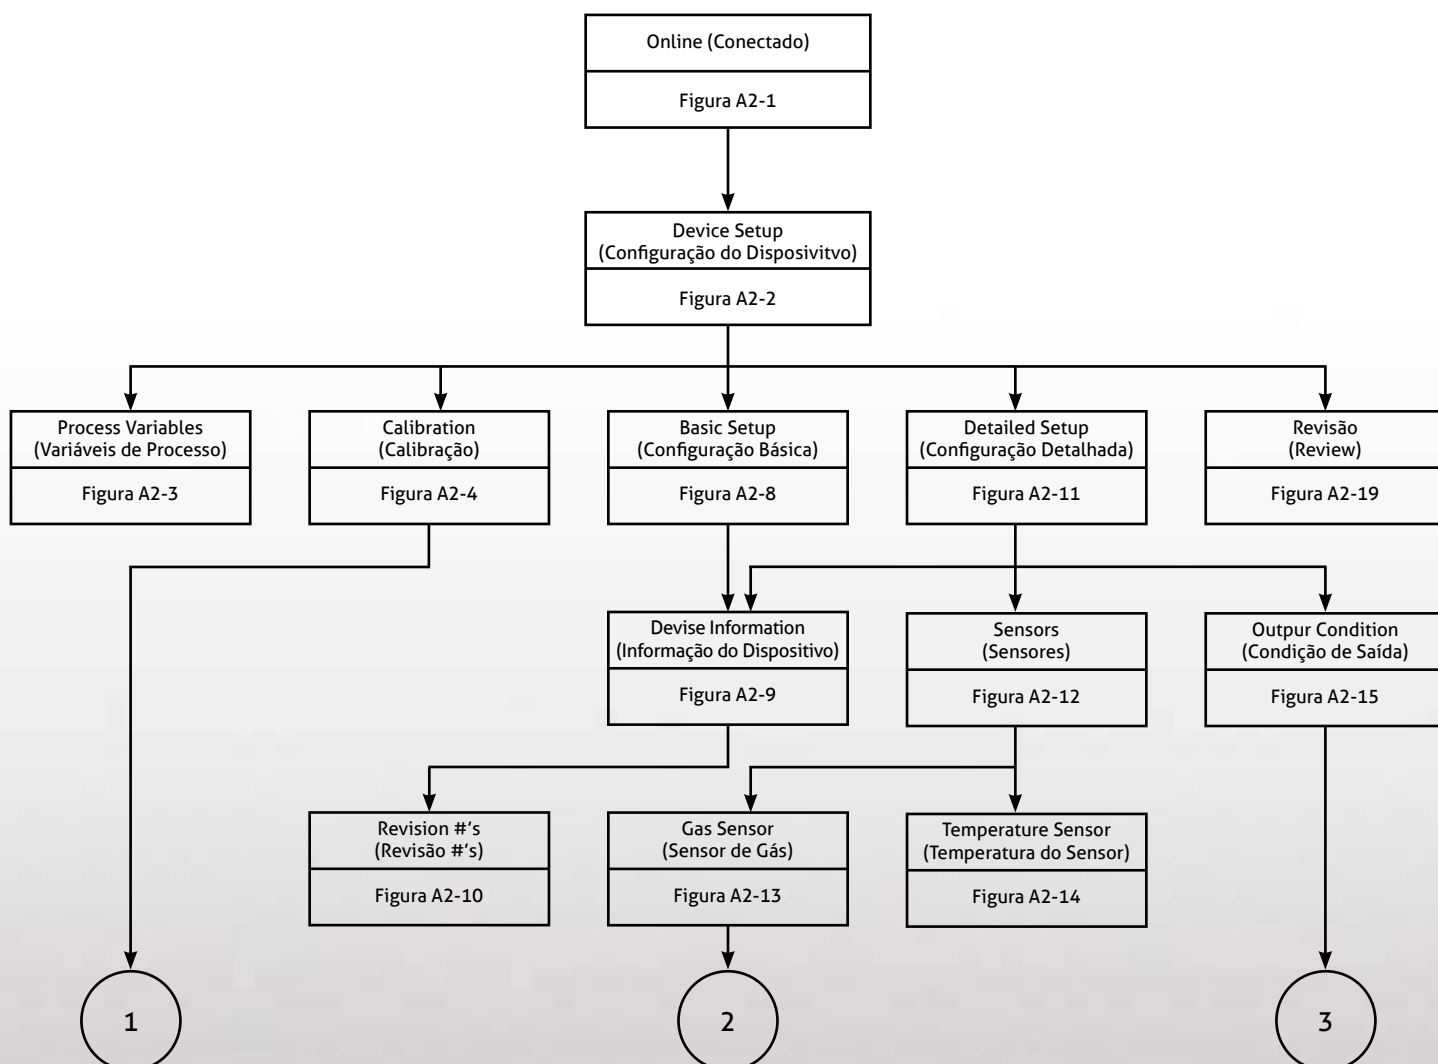 Online (Conectado)
Figura A2-1
Device Setup
(Configuração do Disposivitvo)
Figura A2-2
Process Variables
(Variáveis de Processo)
Figura A2-3
Calibration
(Calibração)
Figura A2-4
Basic Setup
(Configuração Básica)
Figura A2-8
Detailed Setup
(Configuração Detalhada)
Figura A2-11
Revisão
(Review)
Figura A2-19
Devise Information
(Informação do Dispositivo)
Figura A2-9
Sensors
(Sensores)
Figura A2-12
Outpur Condition
(Condição de Saída)
Figura A2-15
Revision #'s
(Revisão #'s)
Figura A2-10
Gas Sensor
(Sensor de Gás)
Figura A2-13
Temperature Sensor
(Temperatura do Sensor)
Figura A2-14
1
2
3